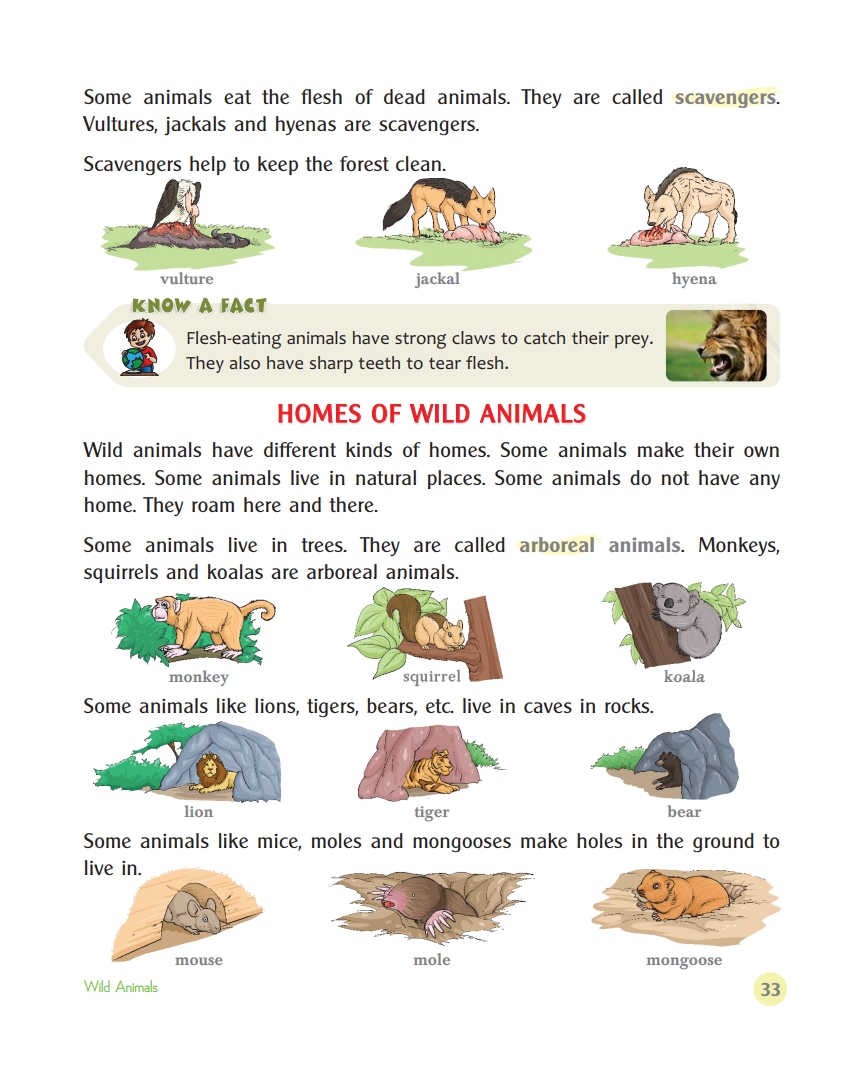 Some animals eat the flesh of dead animals. They are called scavengers.
Vultures, jackals and hyenas are scavengers.
Scavengers help to keep the forest clean.
vulture
jackal
hyena
KNOW A FACT
Flesh-eating animals have strong claws to catch their prey.
They also have sharp teeth to tear flesh.
HOMES OF WILD ANIMALS
Wild animals have different kinds of homes. Some animals make their own
homes. Some animals live in natural places. Some animals do not have any
home. They roam here and there.
Some animals live in trees. They are called arboreal animals. Monkeys,
squirrels and koalas are arboreal animals.
monkey
squirrel
koala
Some animals like lions, tigers, bears, etc. live in caves in rocks.
lion
tiger
bear
Some animals like mice, moles and mongooses make holes in the ground to
live in.
mouse
mole
mongoose
Wild Animals
33